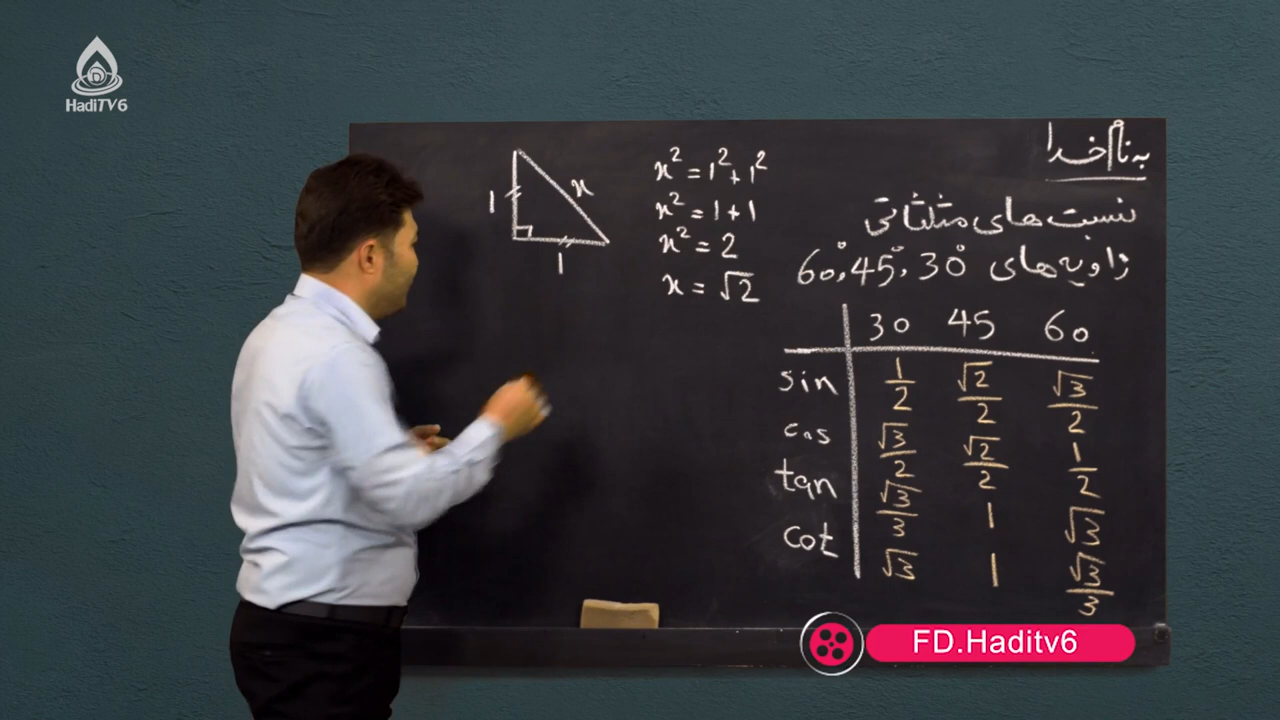 HadiTV6
به نام خدا
نسبت های مثلثاتی
زاویه های 30°، 45°، 60°
1
x
1
x² = 1² + 1²
x² = 1 + 1
x² = 2
x = √2
30 45 60
sin 1/2 √2/2 √3/2
cos √3/2 √2/2 1/2
tan √3/3 1 √3
cot √3 1 √3/3
FD.Haditv6